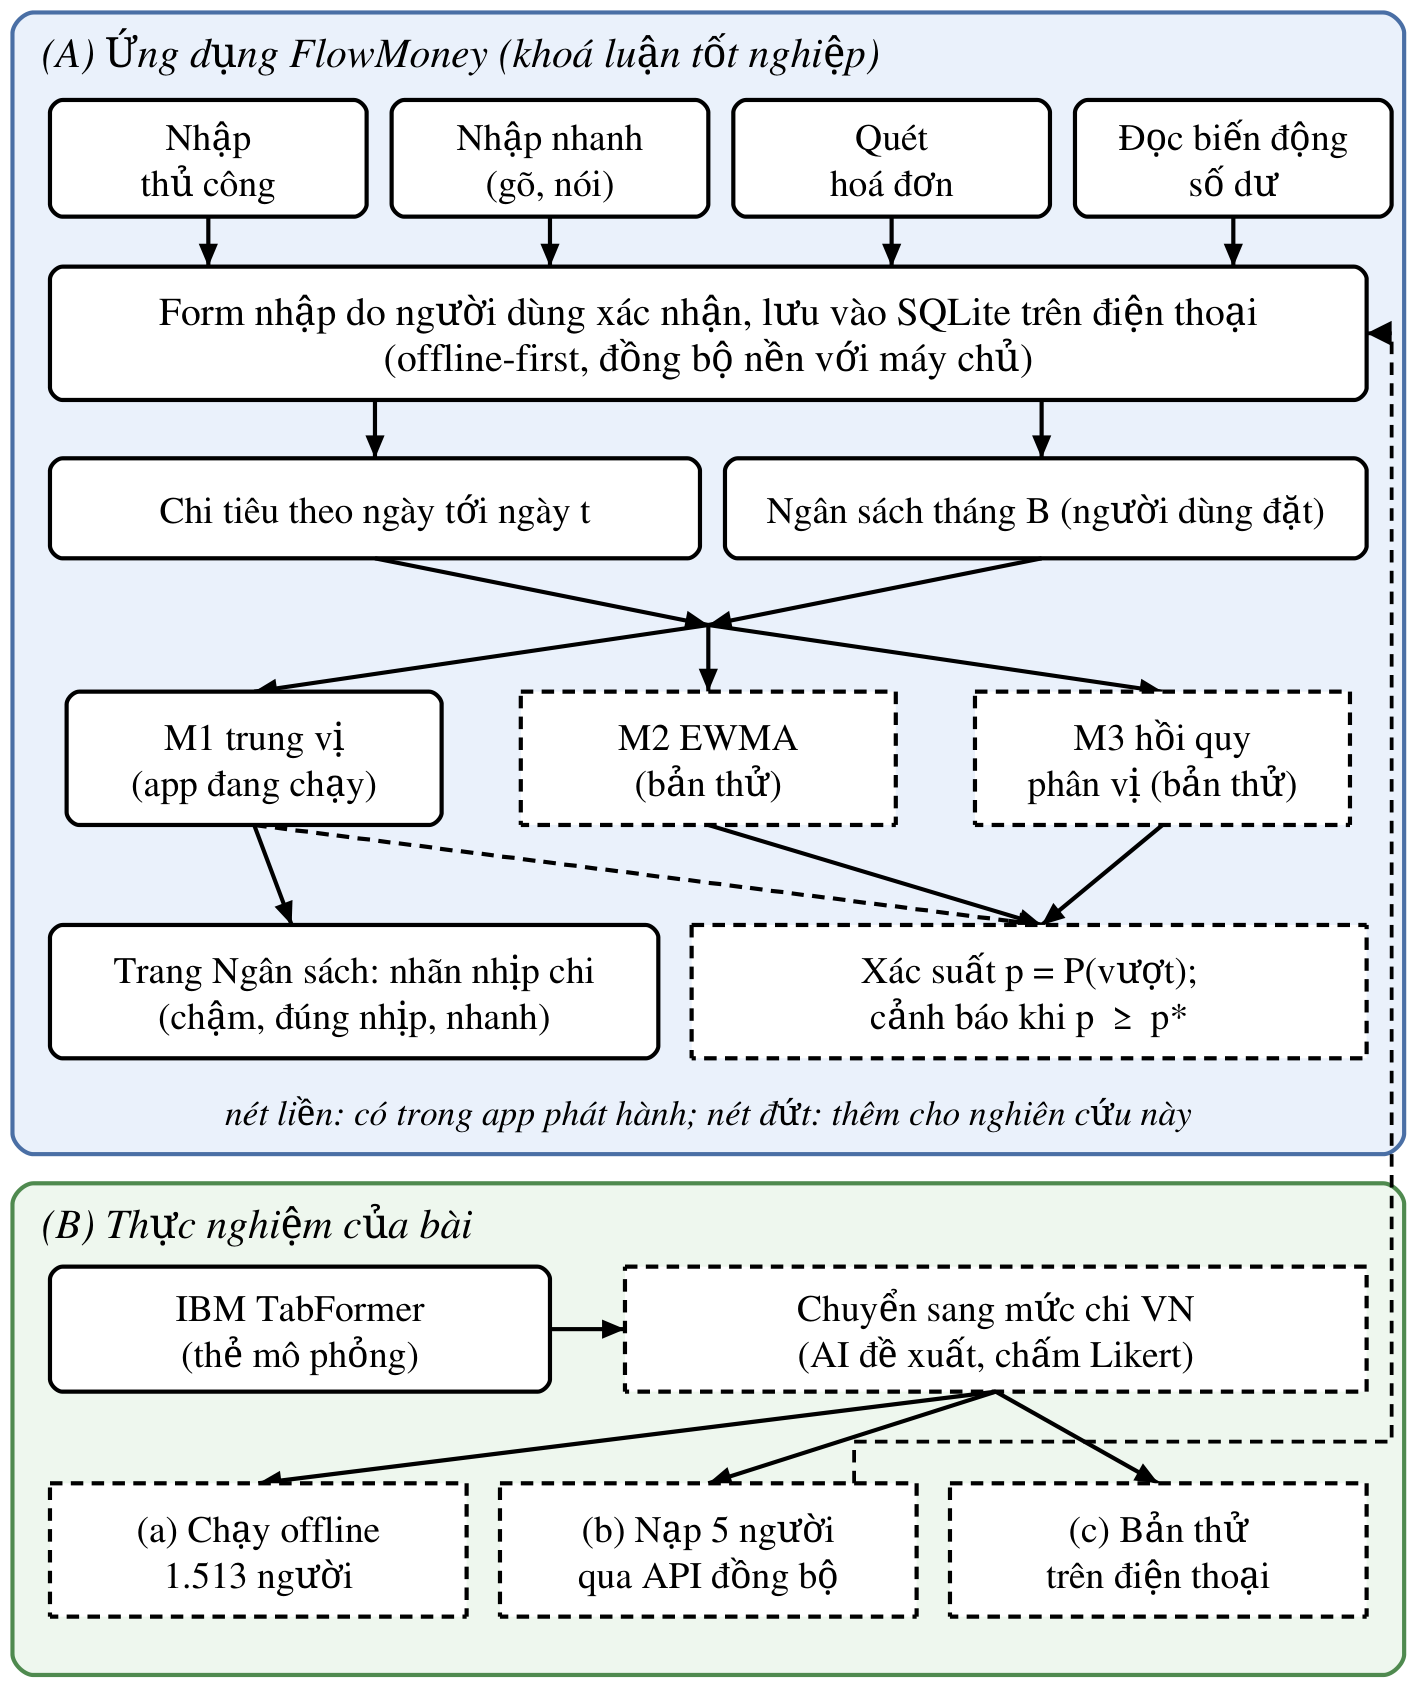 (A) Ứng dụng FlowMoney (khoá luận tốt nghiệp)
Nhập
thủ công
Nhập nhanh
(gõ, nói)
Quét
hoá đơn
Đọc biến động
số dư
Form nhập do người dùng xác nhận, lưu vào SQLite trên điện thoại
(offline-first, đồng bộ nền với máy chủ)
Chi tiêu theo ngày tới ngày t
Ngân sách tháng B (người dùng đặt)
M1 trung vị
(app đang chạy)
M2 EWMA
(bản thử)
M3 hồi quy
phân vị (bản thử)
Trang Ngân sách: nhãn nhịp chi
(chậm, đúng nhịp, nhanh)
Xác suất p = P(vượt);
cảnh báo khi p ≥ p*
nét liền: có trong app phát hành; nét đứt: thêm cho nghiên cứu này
(B) Thực nghiệm của bài
IBM TabFormer
(thẻ mô phỏng)
Chuyển sang mức chi VN
(AI đề xuất, chấm Likert)
(a) Chạy offline
1.513 người
(b) Nạp 5 người
qua API đồng bộ
(c) Bản thử
trên điện thoại